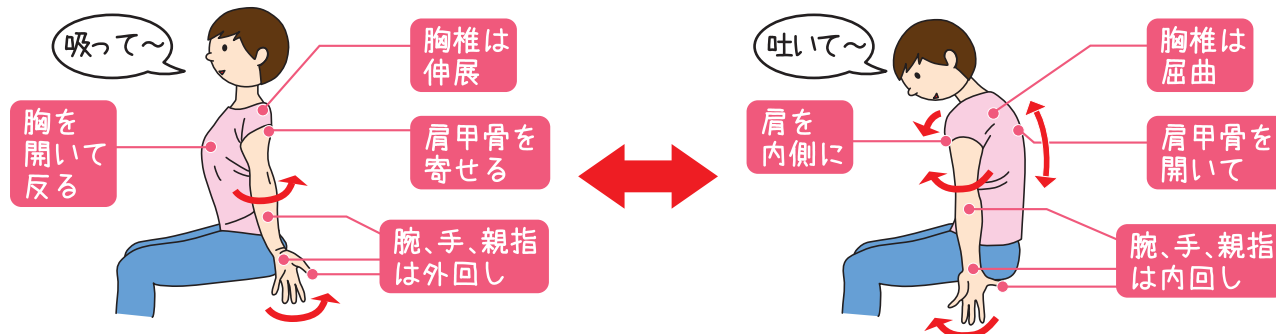 吸って～
胸椎は
伸展
胸を
開いて
反る
肩甲骨を
寄せる
腕、手、親指
は外回し
吐いて～
胸椎は
屈曲
肩を
内側に
肩甲骨を
開いて
腕、手、親指
は内回し